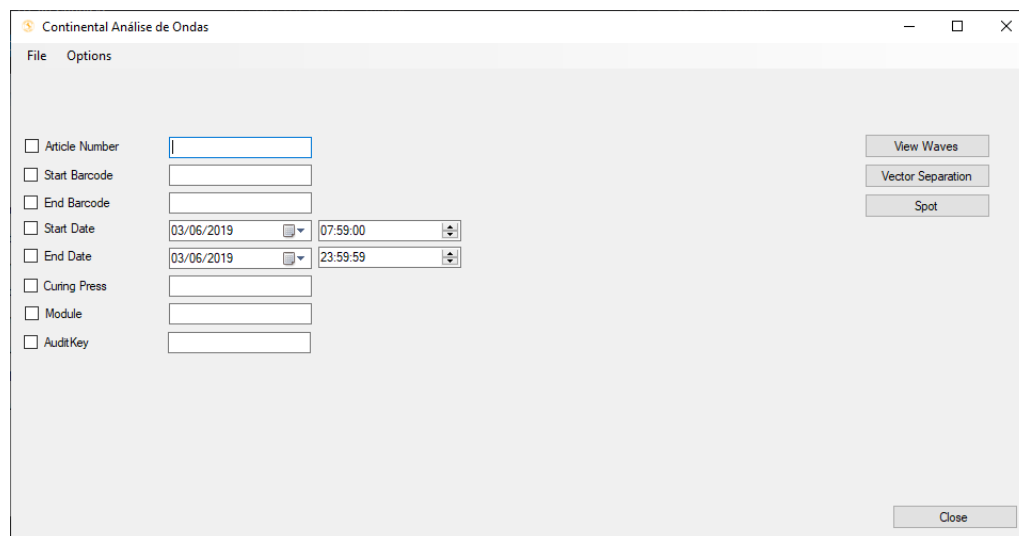 Continental Análise de Ondas
File Options
Article Number
View Waves
Start Barcode
Vector Separation
End Barcode
Spot
Start Date 03/06/2019 07:59:00
End Date 03/06/2019 23:59:59
Curing Press
Module
AuditKey
Close